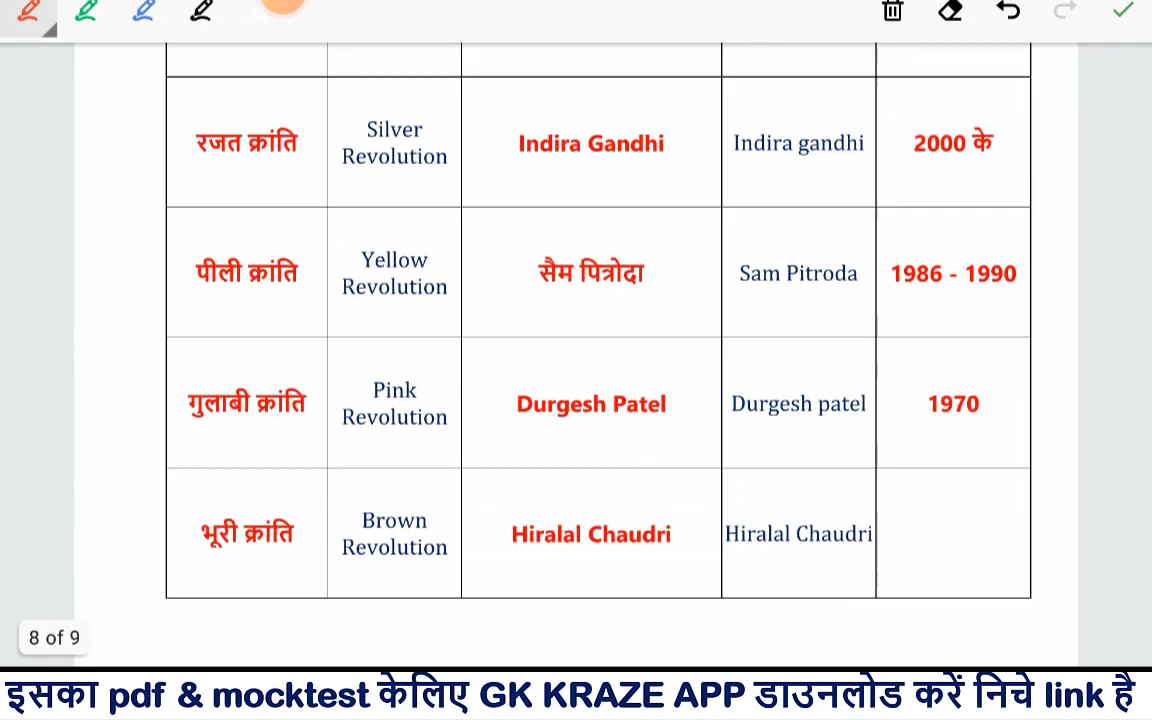 रजत क्रांति
Silver
Revolution
Indira Gandhi
Indira gandhi
2000 के
पीली क्रांति
Yellow
Revolution
सैम पित्रोदा
Sam Pitroda
1986 - 1990
गुलाबी क्रांति
Pink
Revolution
Durgesh Patel
Durgesh patel
1970
भूरी क्रांति
Brown
Revolution
Hiralal Chaudri
Hiralal Chaudri
8 of 9
इसका pdf & mocktest केलिए GK KRAZE APP डाउनलोड करें निचे link है